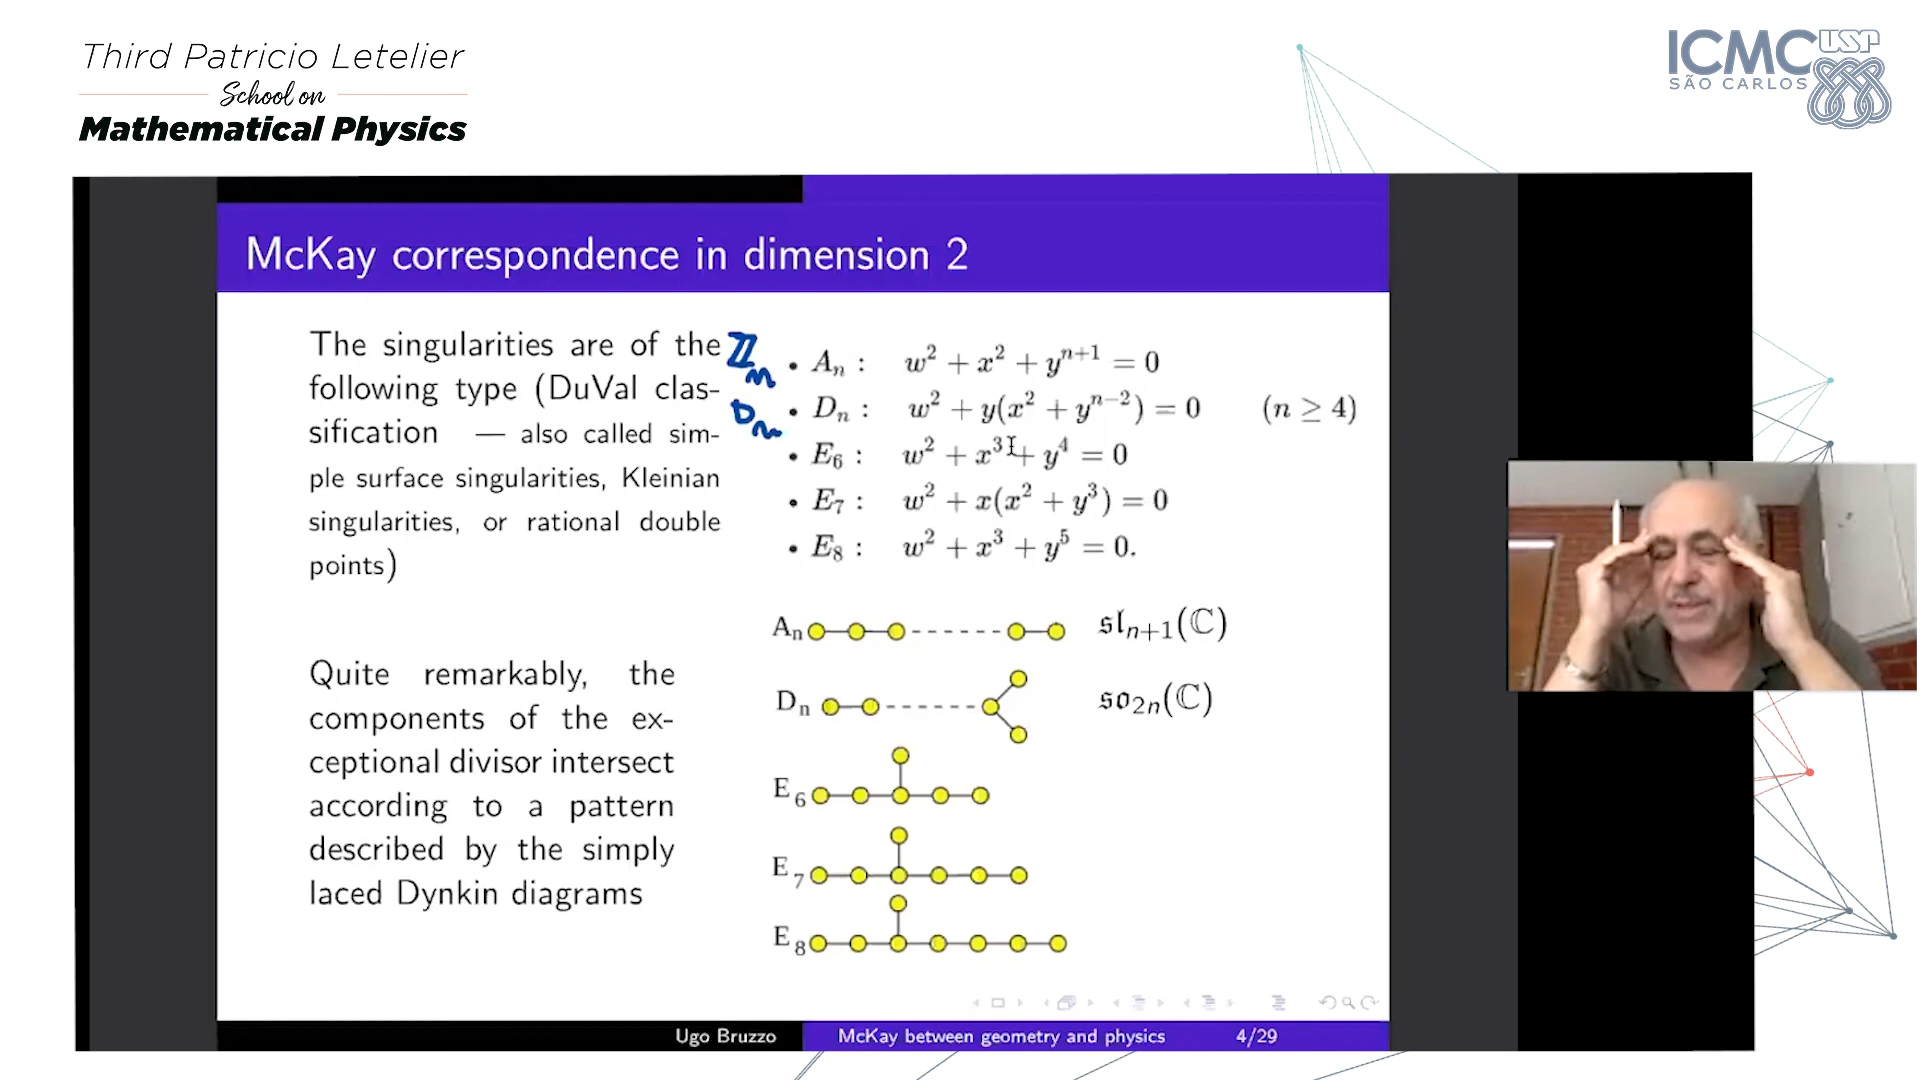 Third Patricio Letelier
School on
Mathematical Physics
ICMC USP
SÃO CARLOS
McKay correspondence in dimension 2
The singularities are of the
following type (DuVal clas-
sification — also called sim-
ple surface singularities, Kleinian
singularities, or rational double
points)
ℤn
Dn
• Aₙ : w² + x² + yⁿ⁺¹ = 0
• Dₙ : w² + y(x² + yⁿ⁻²) = 0 (n ≥ 4)
• E₆ : w² + x³ + y⁴ = 0
• E₇ : w² + x(x² + y³) = 0
• E₈ : w² + x³ + y⁵ = 0.
Quite remarkably, the
components of the ex-
ceptional divisor intersect
according to a pattern
described by the simply
laced Dynkin diagrams
Aₙ 𝔰𝔩ₙ₊₁(ℂ)
Dₙ 𝔰𝔬₂ₙ(ℂ)
E₆
E₇
E₈
Ugo Bruzzo
McKay between geometry and physics
4/29